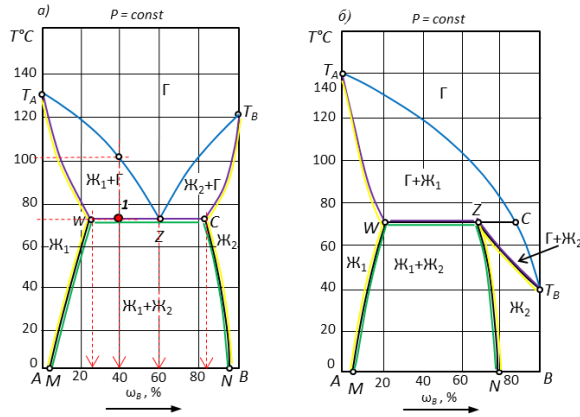 а)
P = const
T°C
140
120
100
80
60
40
20
0
T_A
T_B
Г
Ж₁+Г
Ж₂+Г
1
W
Z
C
Ж₁
Ж₂
Ж₁+Ж₂
A M 20 40 60 80 N B
ω_B, %
б)
P = const
T°C
140
120
100
80
60
40
20
0
T_A
Г
Г+Ж₁
Z
C
W
Г+Ж₂
Ж₁
Ж₁+Ж₂
T_B
Ж₂
A M 20 40 60 80 N B
ω_B, %